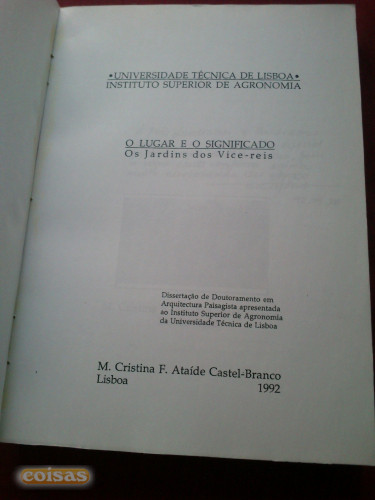 •UNIVERSIDADE TÉCNICA DE LISBOA•
INSTITUTO SUPERIOR DE AGRONOMIA
O LUGAR E O SIGNIFICADO
Os Jardins dos Vice-reis
Dissertação de Doutoramento em
Arquitectura Paisagista apresentada
ao Instituto Superior de Agronomia
da Universidade Técnica de Lisboa
M. Cristina F. Ataíde Castel-Branco
Lisboa 1992
coisas